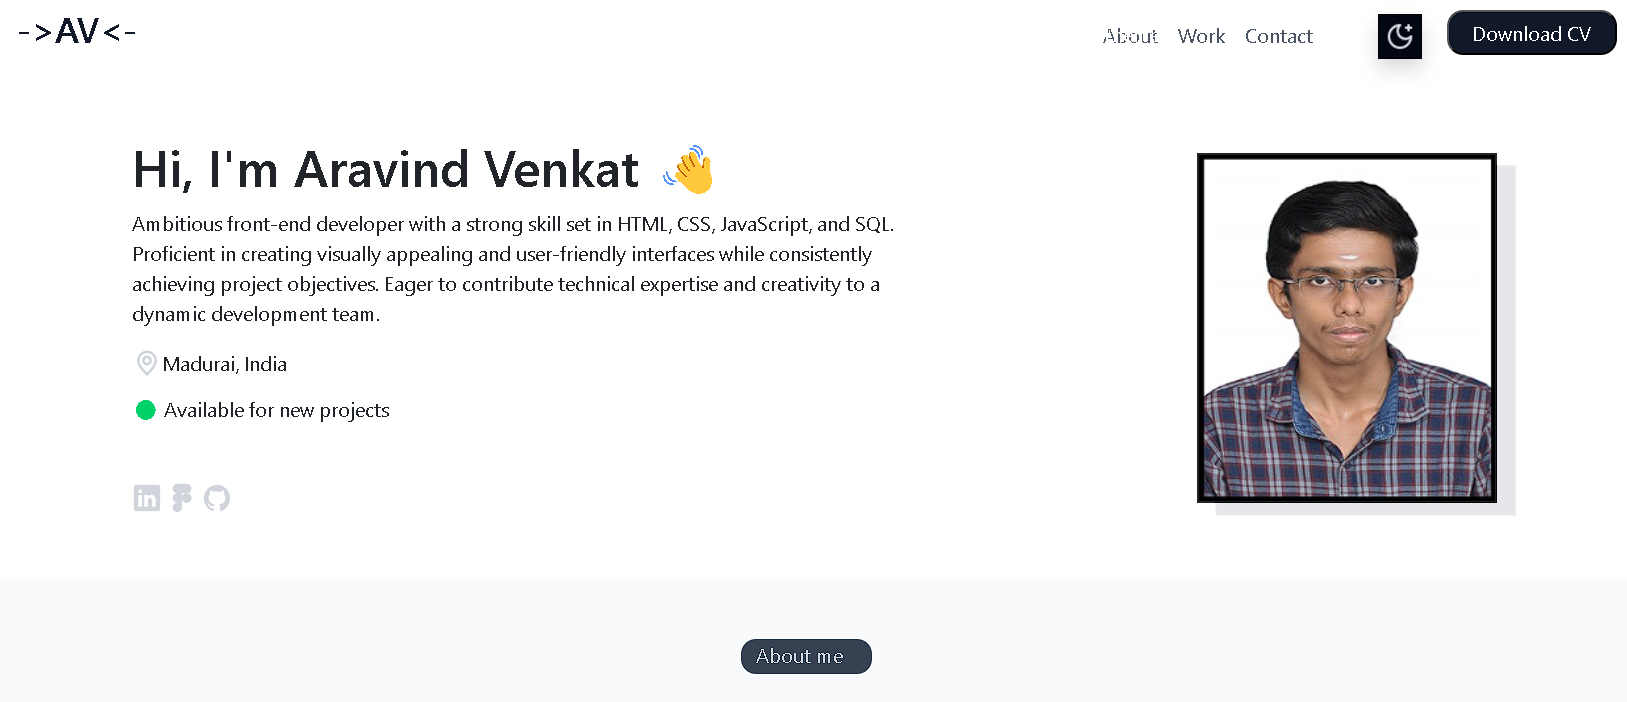 ->AV<-
About Work Contact
Download CV
Hi, I'm Aravind Venkat
Ambitious front-end developer with a strong skill set in HTML, CSS, JavaScript, and SQL.
Proficient in creating visually appealing and user-friendly interfaces while consistently
achieving project objectives. Eager to contribute technical expertise and creativity to a
dynamic development team.
Madurai, India
Available for new projects
in
About me